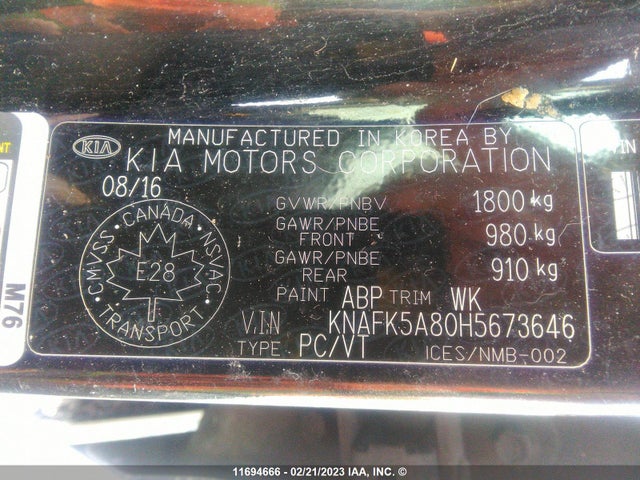 MANUFACTURED IN KOREA BY
KIA
KIA MOTORS CORPORATION
08/16
GVWR/PNBV 1800 kg
GAWR/PNBE FRONT 980 kg
GAWR/PNBE REAR 910 kg
CANADA
CMVSS NSVAC
E28
TRANSPORT
PAINT ABP TRIM WK
V.I.N KNAFK5A80H5673646
TYPE PC/VT ICES/NMB-002
M76
IN
11694666 - 02/21/2023 IAA, INC. ©